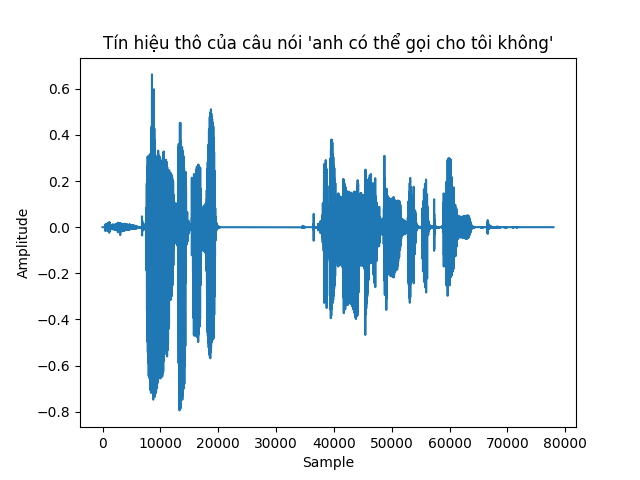 Tín hiệu thô của câu nói 'anh có thể gọi cho tôi không'
0.6
0.4
0.2
0.0
−0.2
−0.4
−0.6
−0.8
Amplitude
0 10000 20000 30000 40000 50000 60000 70000 80000
Sample